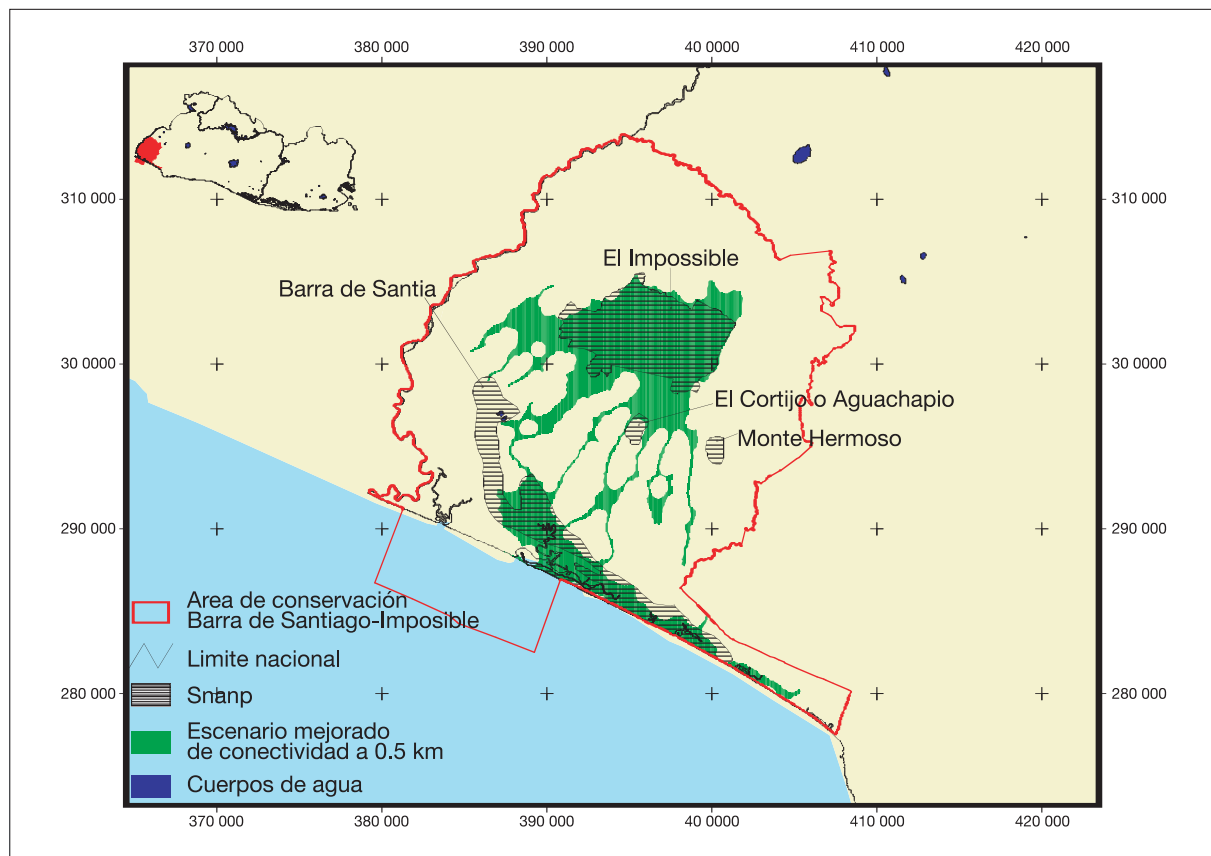 370 000 380 000 390 000 40 0000 410 000 420 000
310 000 310 000
El Impossible
Barra de Santia
30 0000 30 0000
El Cortijo o Aguachapio
Monte Hermoso
290 000 290 000
Area de conservación
Barra de Santiago-Imposible
Limite nacional
280 000 280 000
Snanp
Escenario mejorado
de conectividad a 0.5 km
Cuerpos de agua
370 000 380 000 390 000 40 0000 410 000 420 000